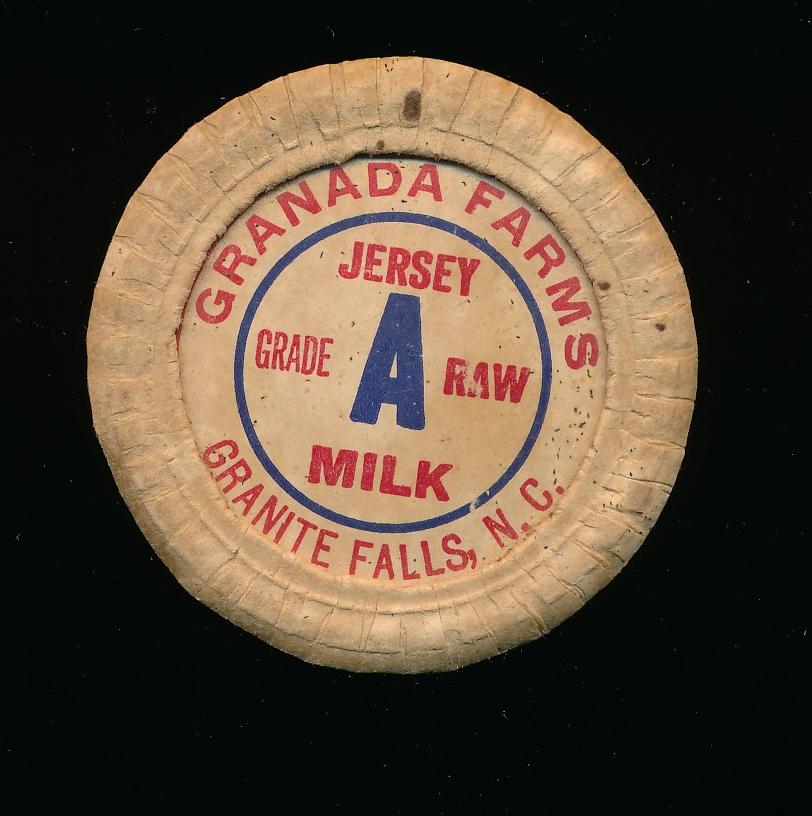 GRANADA FARMS
JERSEY
GRADE A RAW
MILK
GRANITE FALLS, N.C.